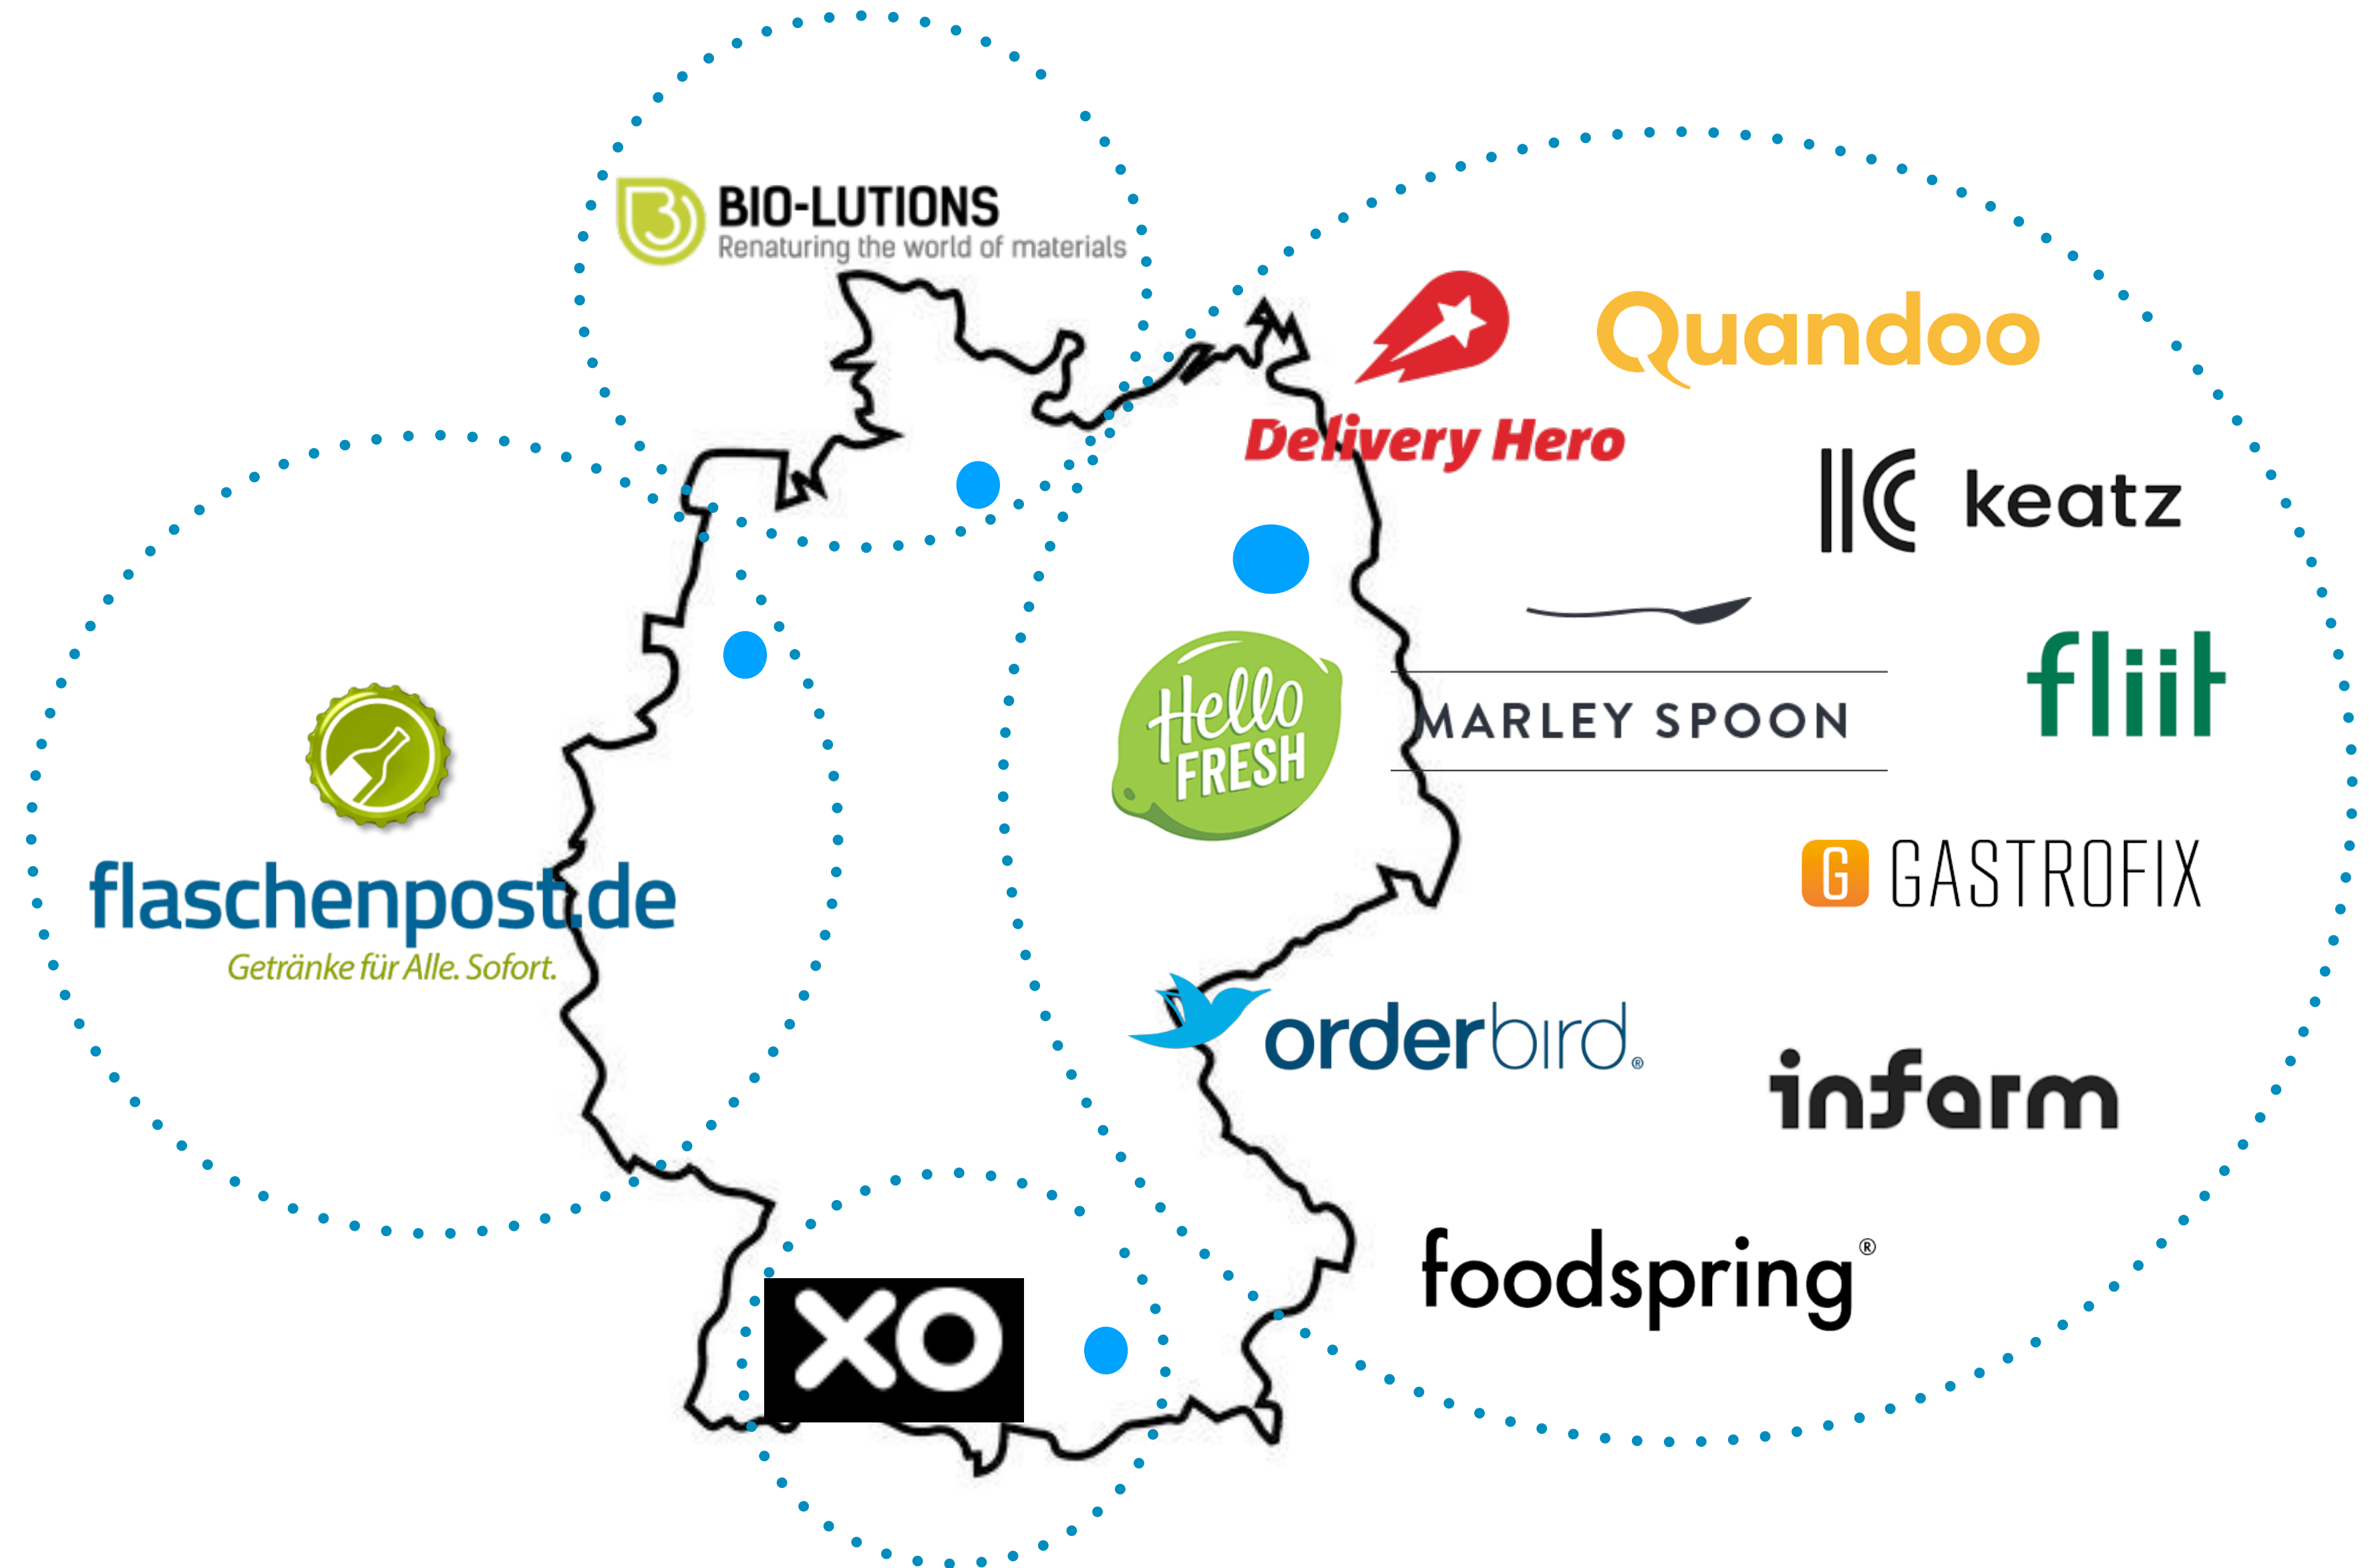 BIO-LUTIONS
Renaturing the world of materials
Delivery Hero
Quandoo
keatz
Hello
FRESH
MARLEY SPOON
fliit
flaschenpost.de
Getränke für Alle. Sofort.
G GASTROFIX
orderbird®
infarm
foodspring®
XO